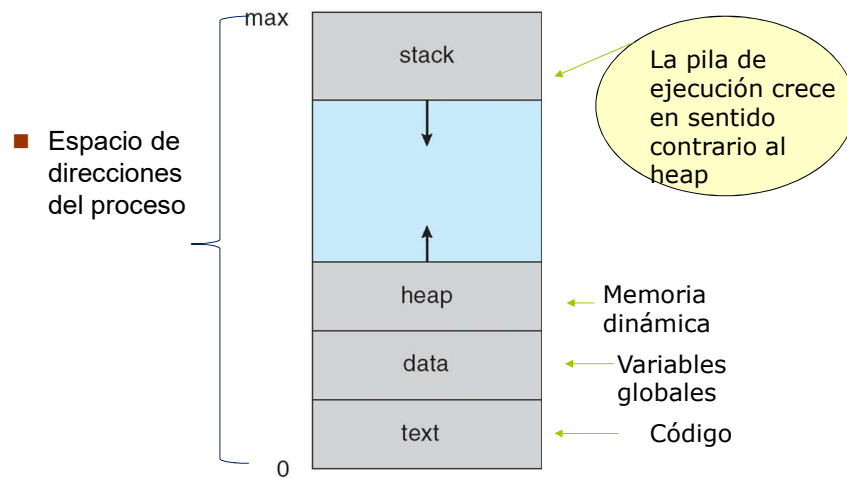 max
stack
La pila de
ejecución crece
en sentido
contrario al
heap
Espacio de
direcciones
del proceso
heap
Memoria
dinámica
data
Variables
globales
text
Código
0